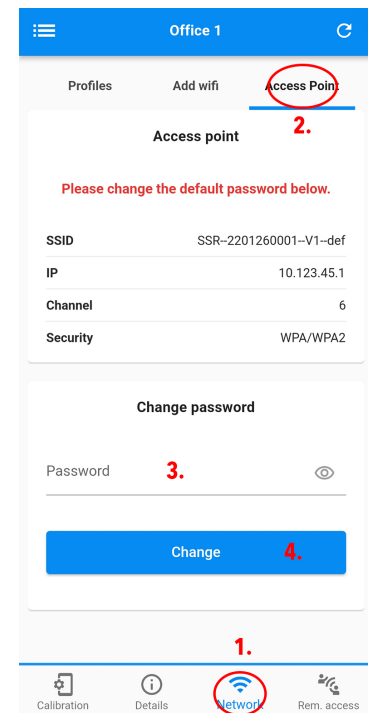 Office 1
Profiles Add wifi Access Point
2.
Access point
Please change the default password below.
SSID SSR--2201260001--V1--def
IP 10.123.45.1
Channel 6
Security WPA/WPA2
Change password
Password 3.
Change 4.
1.
Calibration Details Network Rem. access